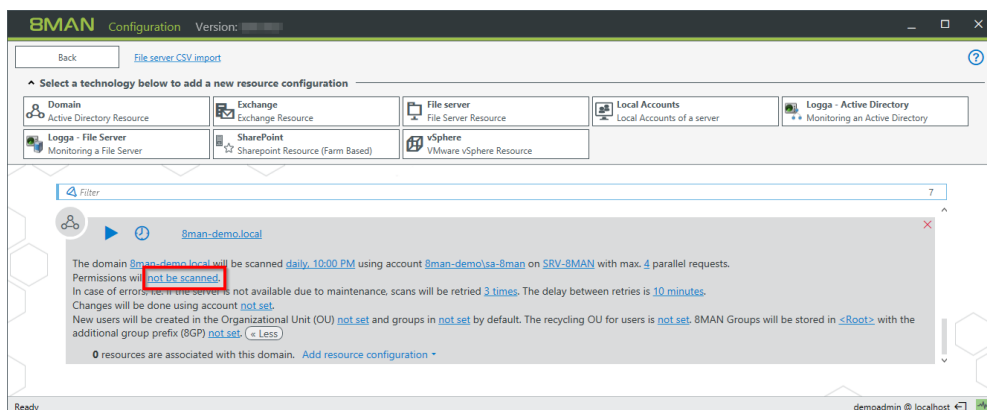 8MAN Configuration Version:
Back File server CSV import
Select a technology below to add a new resource configuration
Domain
Active Directory Resource
Exchange
Exchange Resource
File server
File Server Resource
Local Accounts
Local Accounts of a server
Logga - Active Directory
Monitoring an Active Directory
Logga - File Server
Monitoring a File Server
SharePoint
Sharepoint Resource (Farm Based)
vSphere
VMware vSphere Resource
Filter 7
8man-demo.local
The domain 8man-demo.local will be scanned daily, 10:00 PM using account 8man-demo\sa-8man on SRV-8MAN with max. 4 parallel requests.
Permissions will not be scanned.
In case of errors, i.e. if the server is not available due to maintenance, scans will be retried 3 times. The delay between retries is 10 minutes.
Changes will be done using account not set.
New users will be created in the Organizational Unit (OU) not set and groups in not set by default. The recycling OU for users is not set. 8MAN Groups will be stored in <Root> with the
additional group prefix (8GP) not set. « Less
0 resources are associated with this domain. Add resource configuration
Ready demoadmin @ localhost